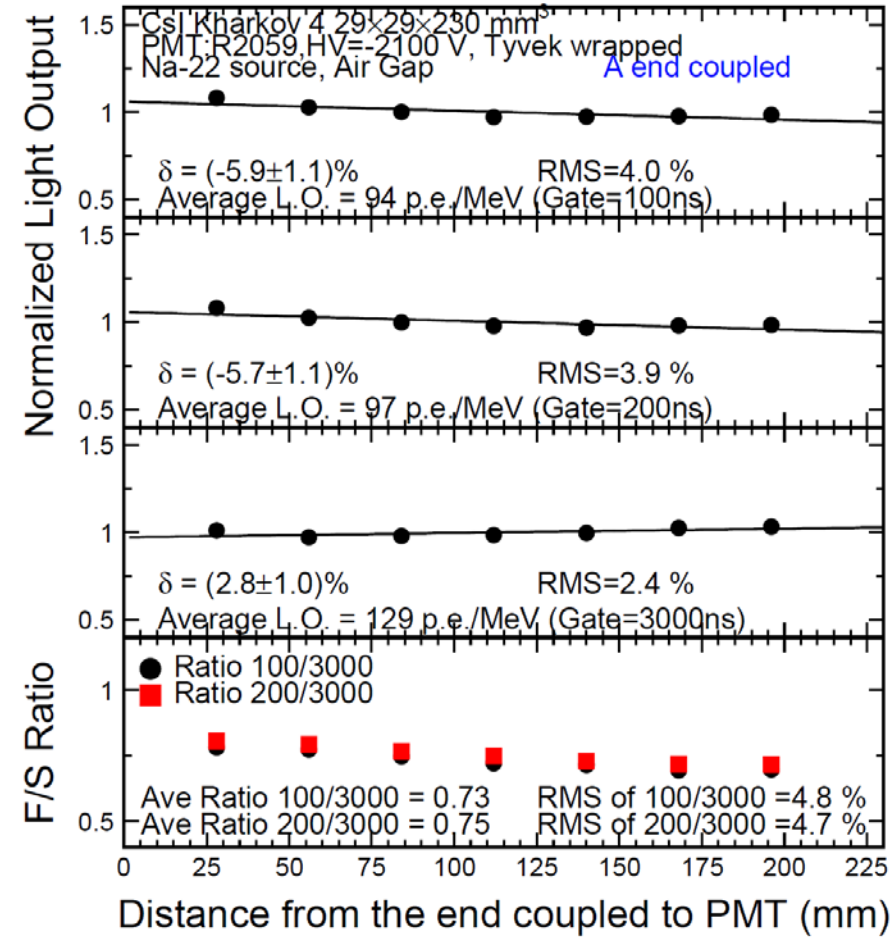 CsI Kharkov 4 29×29×230 mm³
PMT;R2059,HV=-2100 V, Tyvek wrapped
Na-22 source, Air Gap
A end coupled
1.5
1
0.5
δ = (-5.9±1.1)% RMS=4.0 %
Average L.O. = 94 p.e./MeV (Gate=100ns)
1.5
1
0.5
δ = (-5.7±1.1)% RMS=3.9 %
Average L.O. = 97 p.e./MeV (Gate=200ns)
1.5
1
0.5
δ = (2.8±1.0)% RMS=2.4 %
Average L.O. = 129 p.e./MeV (Gate=3000ns)
Normalized Light Output
Ratio 100/3000
Ratio 200/3000
1
0.5
Ave Ratio 100/3000 = 0.73 RMS of 100/3000 =4.8 %
Ave Ratio 200/3000 = 0.75 RMS of 200/3000 =4.7 %
F/S Ratio
0 25 50 75 100 125 150 175 200 225
Distance from the end coupled to PMT (mm)